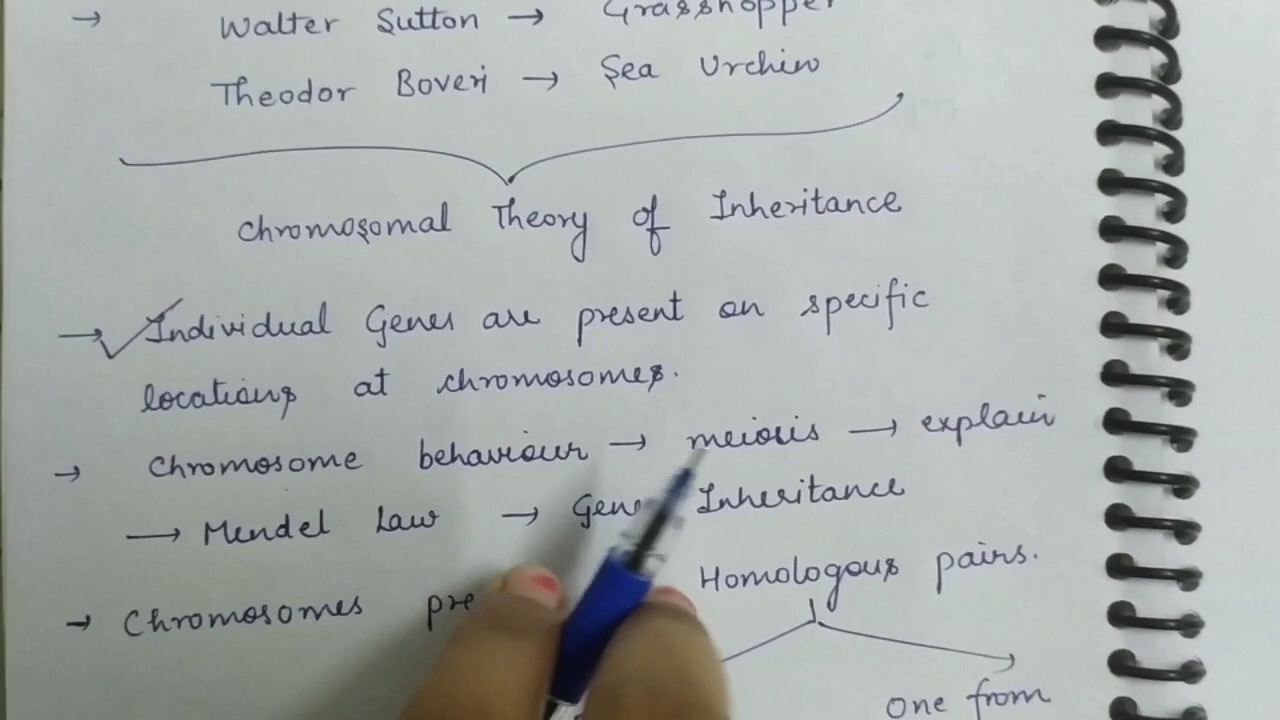 → Walter Sutton → Grasshopper
Theodor Boveri → Sea Urchin
Chromosomal Theory of Inheritance
→ Individual Genes are present on specific
locations at chromosomes.
→ Chromosome behaviour → meiosis → explain
→ Mendel Law → Gene Inheritance
→ Chromosomes Homologous pairs.
One from